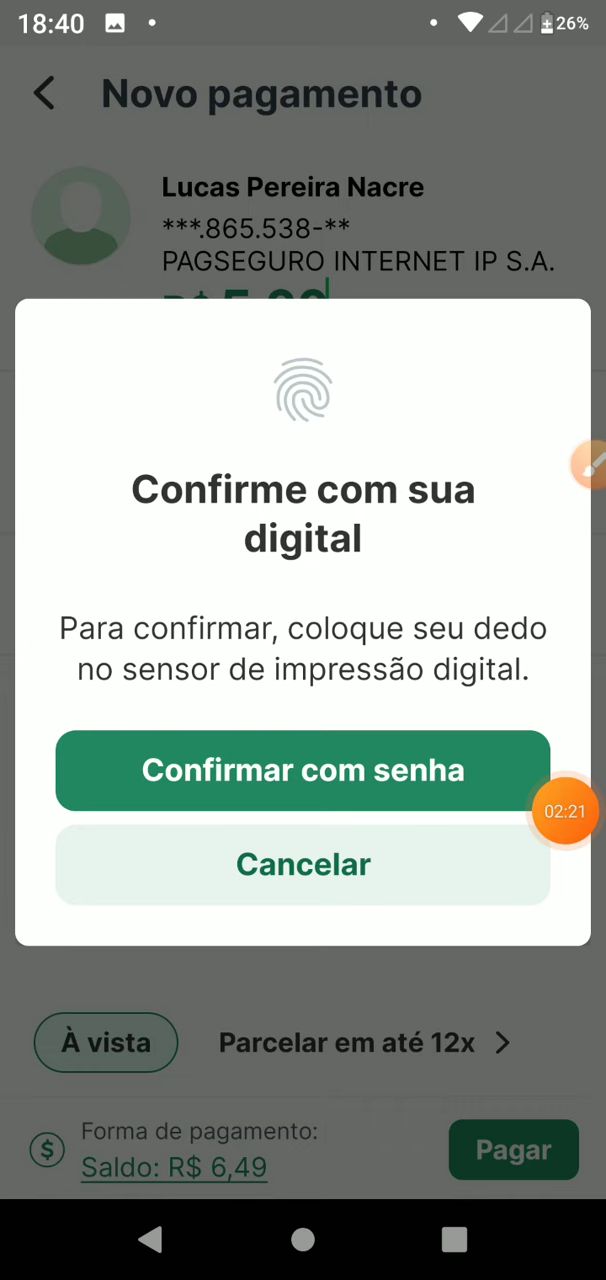 18:40 26%
Novo pagamento
Lucas Pereira Nacre
***.865.538-**
PAGSEGURO INTERNET IP S.A.
R$
Confirme com sua
digital
Para confirmar, coloque seu dedo
no sensor de impressão digital.
Confirmar com senha
02:21
Cancelar
À vista Parcelar em até 12x
Forma de pagamento:
$ Saldo: R$ 6,49
Pagar